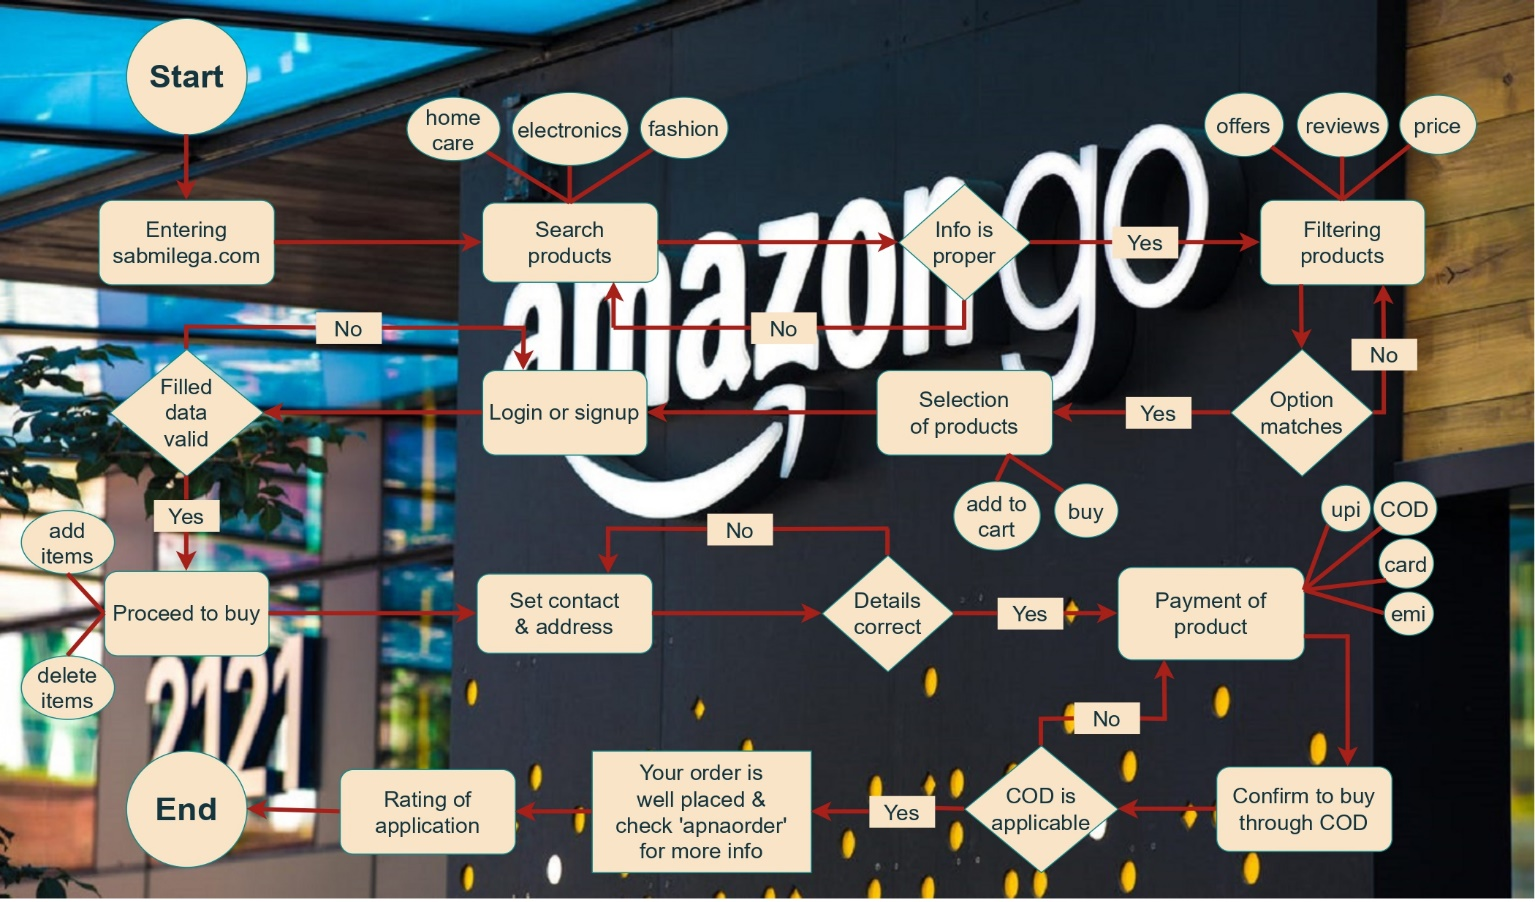 Start
home
care
electronics
fashion
offers
reviews
price
Entering
sabmilega.com
Search
products
Info is
proper
Yes
Filtering
products
No
No
No
Filled
data
valid
Login or signup
Selection
of products
Yes
Option
matches
amazon go
add to
cart
buy
upi
COD
card
emi
Yes
add
items
Proceed to buy
delete
items
No
Set contact
& address
Details
correct
Yes
Payment of
product
2121
No
End
Rating of
application
Your order is
well placed &
check 'apnaorder'
for more info
Yes
COD is
applicable
Confirm to buy
through COD